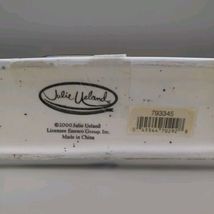 Julie Ueland
©2000 Julie Ueland
Licensee Enesco Group, Inc.
Made in China
793345